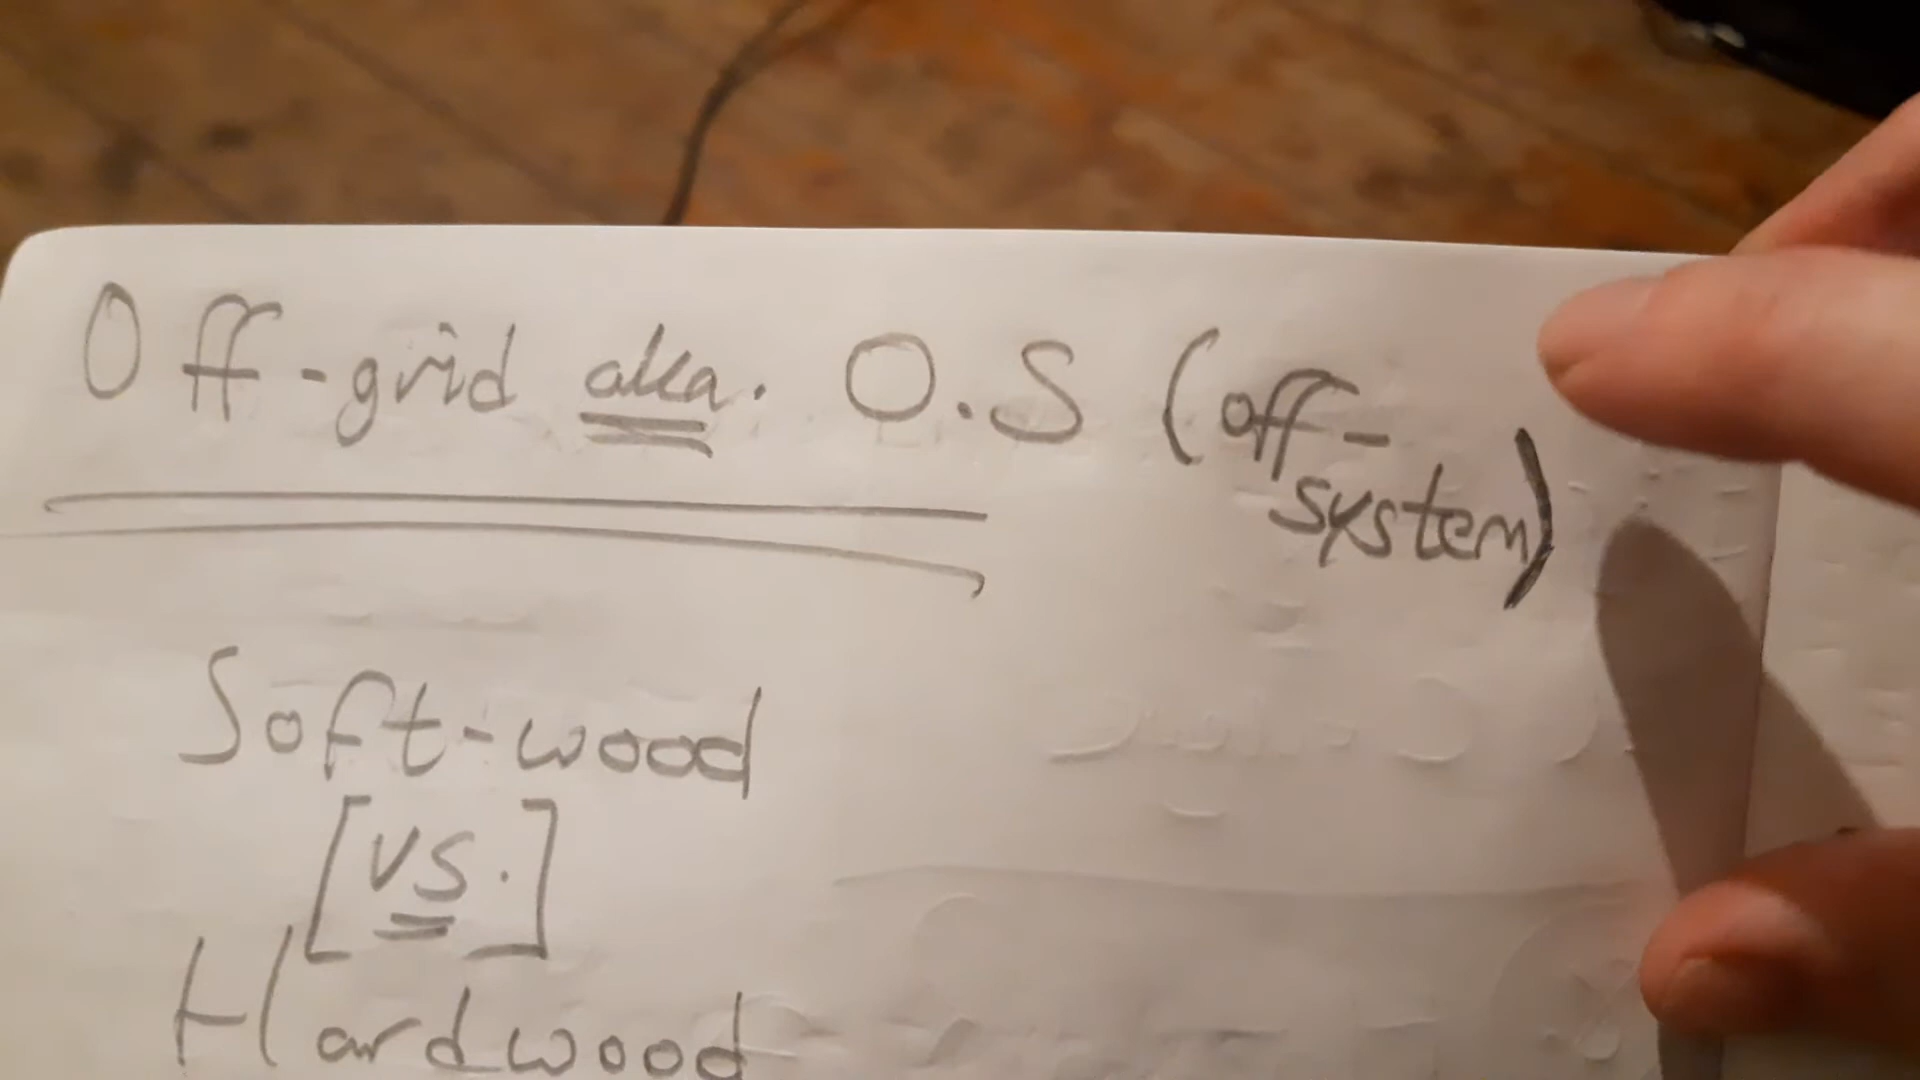 Off-grid aka. O.S (off-
system)
Soft-wood
[vs.]
Hardwood